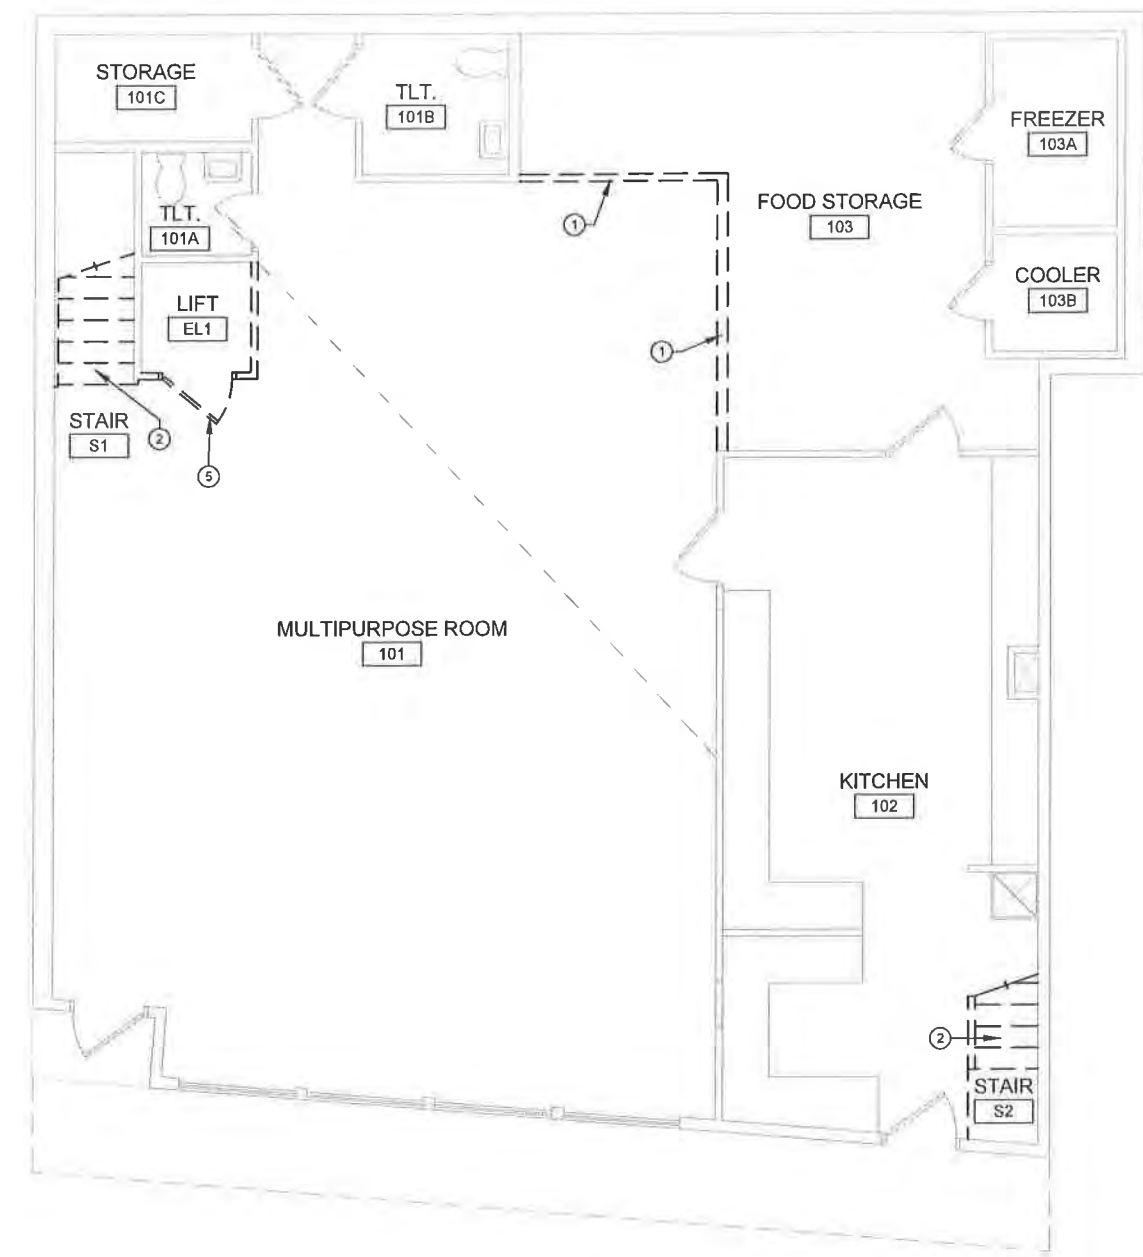 STORAGE
101C
TLT.
101B
FREEZER
103A
FOOD STORAGE
103
1
TLT.
101A
COOLER
103B
LIFT
EL1
1
STAIR
S1
2
5
MULTIPURPOSE ROOM
101
KITCHEN
102
2
STAIR
S2